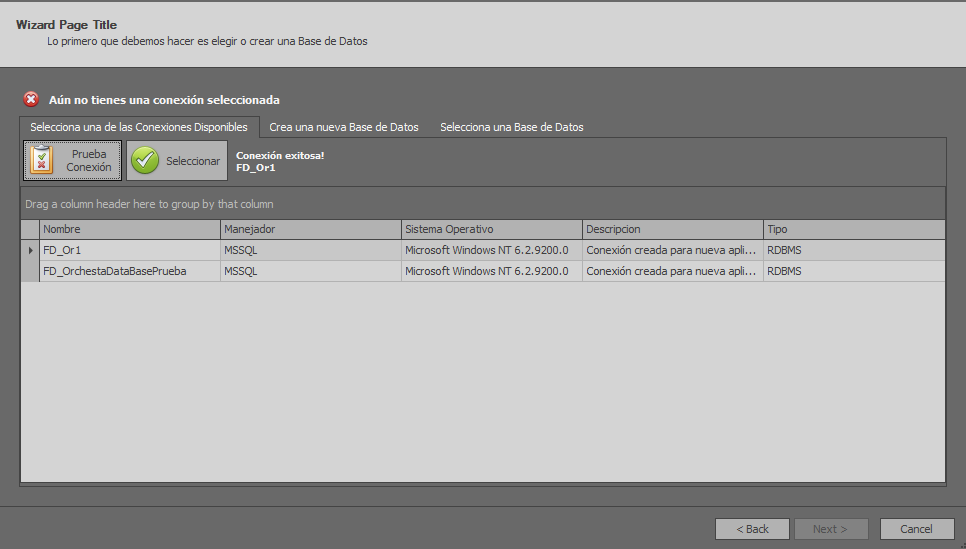 Wizard Page Title
Lo primero que debemos hacer es elegir o crear una Base de Datos
Aún no tienes una conexión seleccionada
Selecciona una de las Conexiones Disponibles Crea una nueva Base de Datos Selecciona una Base de Datos
Prueba
Conexión
Seleccionar
Conexión exitosa!
FD_Or1
Drag a column header here to group by that column
Nombre Manejador Sistema Operativo Descripcion Tipo
FD_Or1 MSSQL Microsoft Windows NT 6.2.9200.0 Conexión creada para nueva apli... RDBMS
FD_OrchestaDataBasePrueba MSSQL Microsoft Windows NT 6.2.9200.0 Conexión creada para nueva apli... RDBMS
< Back Next > Cancel